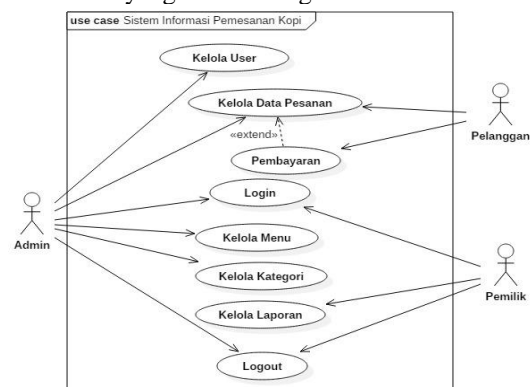 use case Sistem Informasi Pemesanan Kopi
Kelola User
Kelola Data Pesanan
«extend»
Pembayaran
Pelanggan
Login
Admin
Kelola Menu
Kelola Kategori
Pemilik
Kelola Laporan
Logout